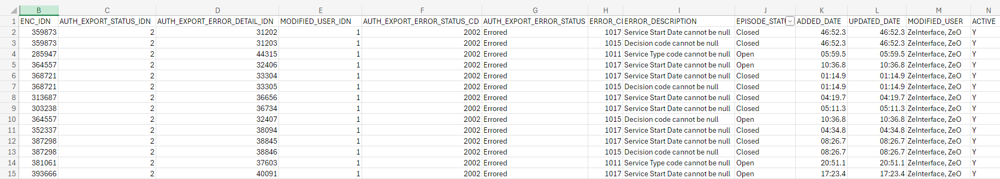 B C D E F G H I J K L M N
1 ENC_IDN AUTH_EXPORT_STATUS_IDN AUTH_EXPORT_ERROR_DETAIL_IDN MODIFIED_USER_IDN AUTH_EXPORT_ERROR_STATUS_CD AUTH_EXPORT_ERROR_STATUS ERROR_C ERROR_DESCRIPTION EPISODE_STAT ADDED_DATE UPDATED_DATE MODIFIED_USER ACTIVE
2 359873 2 31202 1 2002 Errored 1017 Service Start Date cannot be null Closed 46:52.3 46:52.3 ZeInterface, ZeO Y
3 359873 2 31203 1 2002 Errored 1015 Decision code cannot be null Closed 46:52.3 46:52.3 ZeInterface, ZeO Y
4 285947 2 44315 1 2002 Errored 1011 Service Type code cannot be null Open 05:59.5 05:59.5 ZeInterface, ZeO Y
5 364557 2 32406 1 2002 Errored 1017 Service Start Date cannot be null Open 10:36.8 10:36.8 ZeInterface, ZeO Y
6 368721 2 33304 1 2002 Errored 1017 Service Start Date cannot be null Closed 01:14.9 01:14.9 ZeInterface, ZeO Y
7 368721 2 33305 1 2002 Errored 1015 Decision code cannot be null Closed 01:14.9 01:14.9 ZeInterface, ZeO Y
8 313687 2 36656 1 2002 Errored 1017 Service Start Date cannot be null Closed 04:19.7 04:19.7 ZeInterface, ZeO Y
9 303238 2 36734 1 2002 Errored 1017 Service Start Date cannot be null Closed 05:11.3 05:11.3 ZeInterface, ZeO Y
10 364557 2 32407 1 2002 Errored 1015 Decision code cannot be null Open 10:36.8 10:36.8 ZeInterface, ZeO Y
11 352337 2 38094 1 2002 Errored 1017 Service Start Date cannot be null Closed 04:34.8 04:34.8 ZeInterface, ZeO Y
12 387298 2 38845 1 2002 Errored 1017 Service Start Date cannot be null Closed 08:26.7 08:26.7 ZeInterface, ZeO Y
13 387298 2 38846 1 2002 Errored 1015 Decision code cannot be null Closed 08:26.7 08:26.7 ZeInterface, ZeO Y
14 381061 2 37603 1 2002 Errored 1011 Service Type code cannot be null Open 20:51.1 20:51.1 ZeInterface, ZeO Y
15 393666 2 40091 1 2002 Errored 1017 Service Start Date cannot be null Open 17:23.4 17:23.4 ZeInterface, ZeO Y